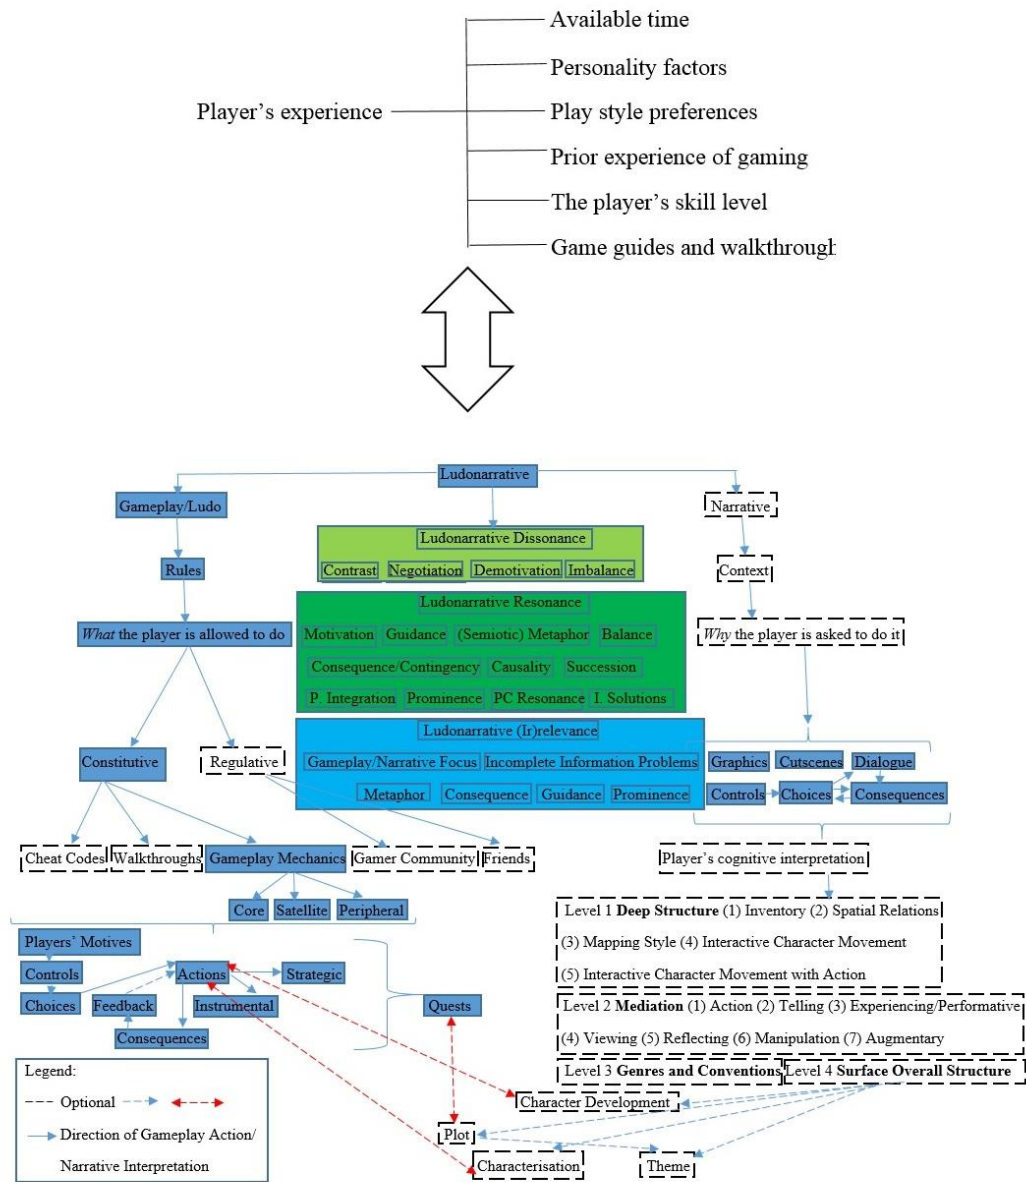 Available time
Personality factors
Player's experience
Play style preferences
Prior experience of gaming
The player's skill level
Game guides and walkthrough
Ludonarrative
Gameplay/Ludo
Narrative
Ludonarrative Dissonance
Contrast Negotiation Demotivation Imbalance
Rules
Context
Ludonarrative Resonance
Motivation Guidance (Semiotic) Metaphor Balance
Consequence/Contingency Causality Succession
P. Integration Prominence PC Resonance I. Solutions
What the player is allowed to do
Why the player is asked to do it
Ludonarrative (Ir)relevance
Gameplay/Narrative Focus Incomplete Information Problems
Metaphor Consequence Guidance Prominence
Constitutive
Regulative
Graphics Cutscenes Dialogue
Controls Choices Consequences
Cheat Codes Walkthroughs Gameplay Mechanics Gamer Community Friends
Player's cognitive interpretation
Core Satellite Peripheral
Level 1 Deep Structure (1) Inventory (2) Spatial Relations
(3) Mapping Style (4) Interactive Character Movement
(5) Interactive Character Movement with Action
Players' Motives
Controls
Actions
Strategic
Choices
Feedback
Instrumental
Quests
Consequences
Level 2 Mediation (1) Action (2) Telling (3) Experiencing/Performative
(4) Viewing (5) Reflecting (6) Manipulation (7) Augmentary
Level 3 Genres and Conventions
Level 4 Surface Overall Structure
Character Development
Plot
Characterisation
Theme
Legend:
Optional
Direction of Gameplay Action/
Narrative Interpretation